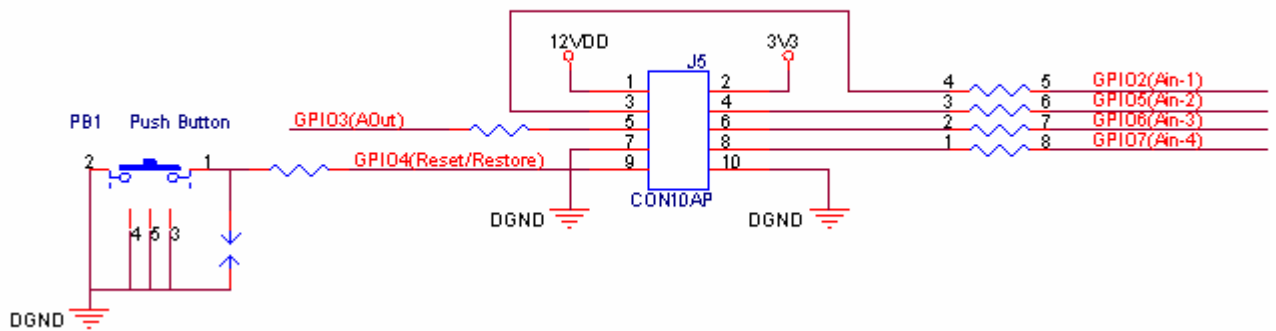 12VDD 3V3
J5
1 2 4 5 GPIO2(Ain-1)
3 4 3 6 GPIO5(Ain-2)
PB1 Push Button GPIO3(AOut) 5 6 2 7 GPIO6(Ain-3)
7 8 1 8 GPIO7(Ain-4)
2 1 GPIO4(Reset/Restore) 9 10
CON10AP
DGND DGND
4 5 3
DGND